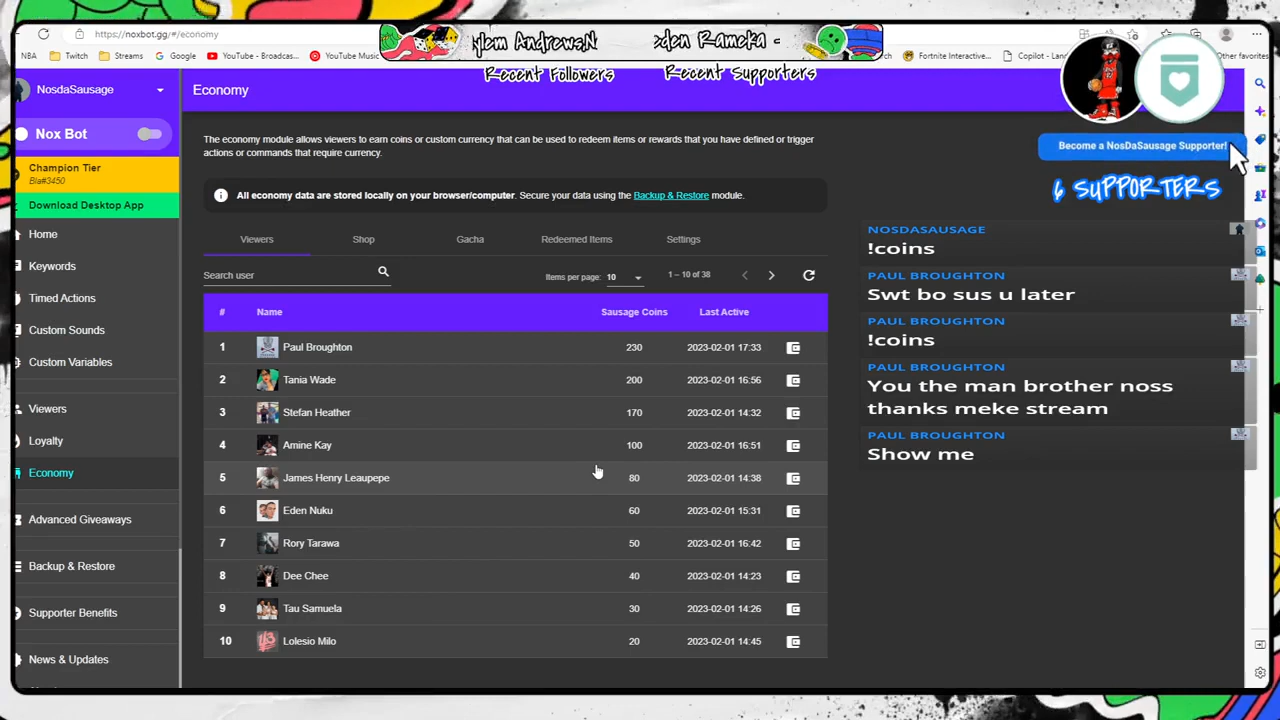 https://noxbot.gg/#/economy
NBA
Twitch
Streams
Google
YouTube - Broadcas...
YouTube Music
Fortnite Interactive...
Copilot - Launch, co...
Other favorites
ylem Andrews.N
eden Rameka -
Recent Followers
Recent Supporters
NosdaSausage
Nox Bot
Champion Tier
Bla#3450
Download Desktop App
Home
Keywords
Timed Actions
Custom Sounds
Custom Variables
Viewers
Loyalty
Economy
Advanced Giveaways
Backup & Restore
Supporter Benefits
News & Updates
Economy
The economy module allows viewers to earn coins or custom currency that can be used to redeem items or rewards that you have defined or trigger
actions or commands that require currency.
All economy data are stored locally on your browser/computer. Secure your data using the Backup & Restore module.
Viewers Shop Gacha Redeemed Items Settings
Search user Items per page: 10 1 – 10 of 38
# Name Sausage Coins Last Active
1 Paul Broughton 230 2023-02-01 17:33
2 Tania Wade 200 2023-02-01 16:56
3 Stefan Heather 170 2023-02-01 14:32
4 Amine Kay 100 2023-02-01 16:51
5 James Henry Leaupepe 80 2023-02-01 14:38
6 Eden Nuku 60 2023-02-01 15:31
7 Rory Tarawa 50 2023-02-01 16:42
8 Dee Chee 40 2023-02-01 14:23
9 Tau Samuela 30 2023-02-01 14:26
10 Lolesio Milo 20 2023-02-01 14:45
Become a NosDaSausage Supporter!
6 SUPPORTERS
NOSDASAUSAGE
!coins
PAUL BROUGHTON
Swt bo sus u later
PAUL BROUGHTON
!coins
PAUL BROUGHTON
You the man brother noss
thanks meke stream
PAUL BROUGHTON
Show me